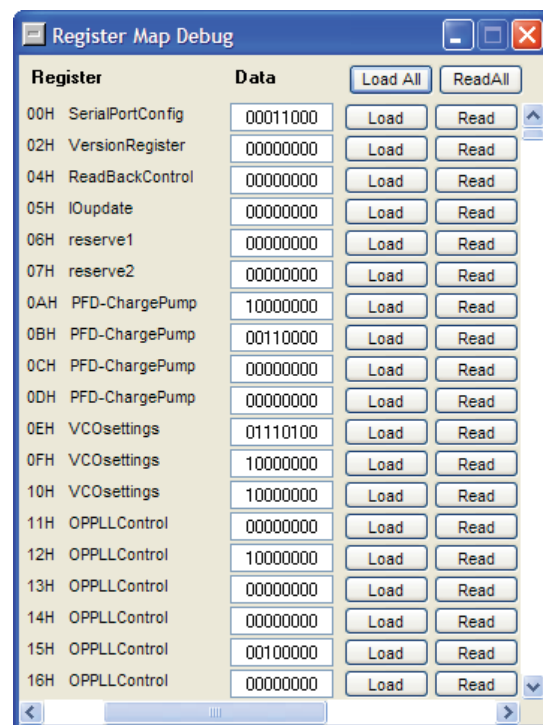 Register Map Debug
Register Data Load All ReadAll
00H SerialPortConfig 00011000 Load Read
02H VersionRegister 00000000 Load Read
04H ReadBackControl 00000000 Load Read
05H IOupdate 00000000 Load Read
06H reserve1 00000000 Load Read
07H reserve2 00000000 Load Read
0AH PFD-ChargePump 10000000 Load Read
0BH PFD-ChargePump 00110000 Load Read
0CH PFD-ChargePump 00000000 Load Read
0DH PFD-ChargePump 00000000 Load Read
0EH VCOsettings 01110100 Load Read
0FH VCOsettings 10000000 Load Read
10H VCOsettings 10000000 Load Read
11H OPPLLControl 00000000 Load Read
12H OPPLLControl 10000000 Load Read
13H OPPLLControl 00000000 Load Read
14H OPPLLControl 00000000 Load Read
15H OPPLLControl 00100000 Load Read
16H OPPLLControl 00000000 Load Read